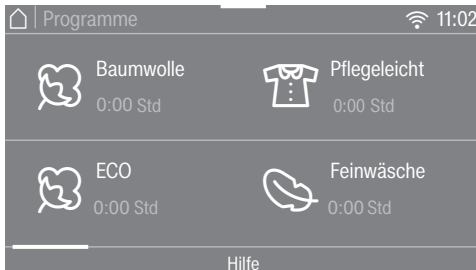 Programme 11:02
Baumwolle Pflegeleicht
0:00 Std 0:00 Std
ECO Feinwäsche
0:00 Std 0:00 Std
Hilfe